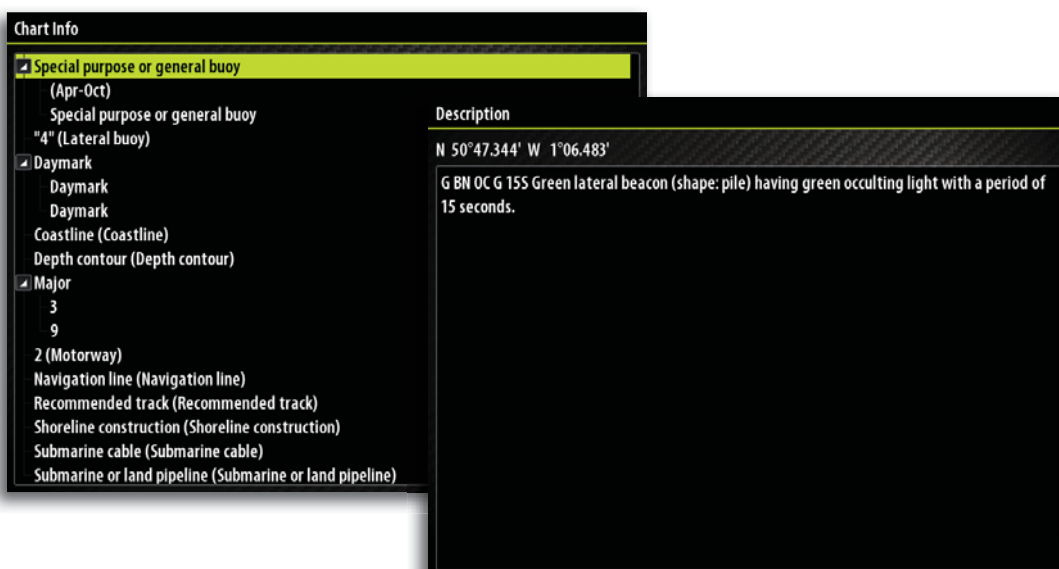 Chart Info
Special purpose or general buoy
(Apr-Oct)
Special purpose or general buoy
"4" (Lateral buoy)
Daymark
Daymark
Daymark
Coastline (Coastline)
Depth contour (Depth contour)
Major
3
9
2 (Motorway)
Navigation line (Navigation line)
Recommended track (Recommended track)
Shoreline construction (Shoreline construction)
Submarine cable (Submarine cable)
Submarine or land pipeline (Submarine or land pipeline)
Description
N 50°47.344' W 1°06.483'
G BN OC G 15S Green lateral beacon (shape: pile) having green occulting light with a period of
15 seconds.